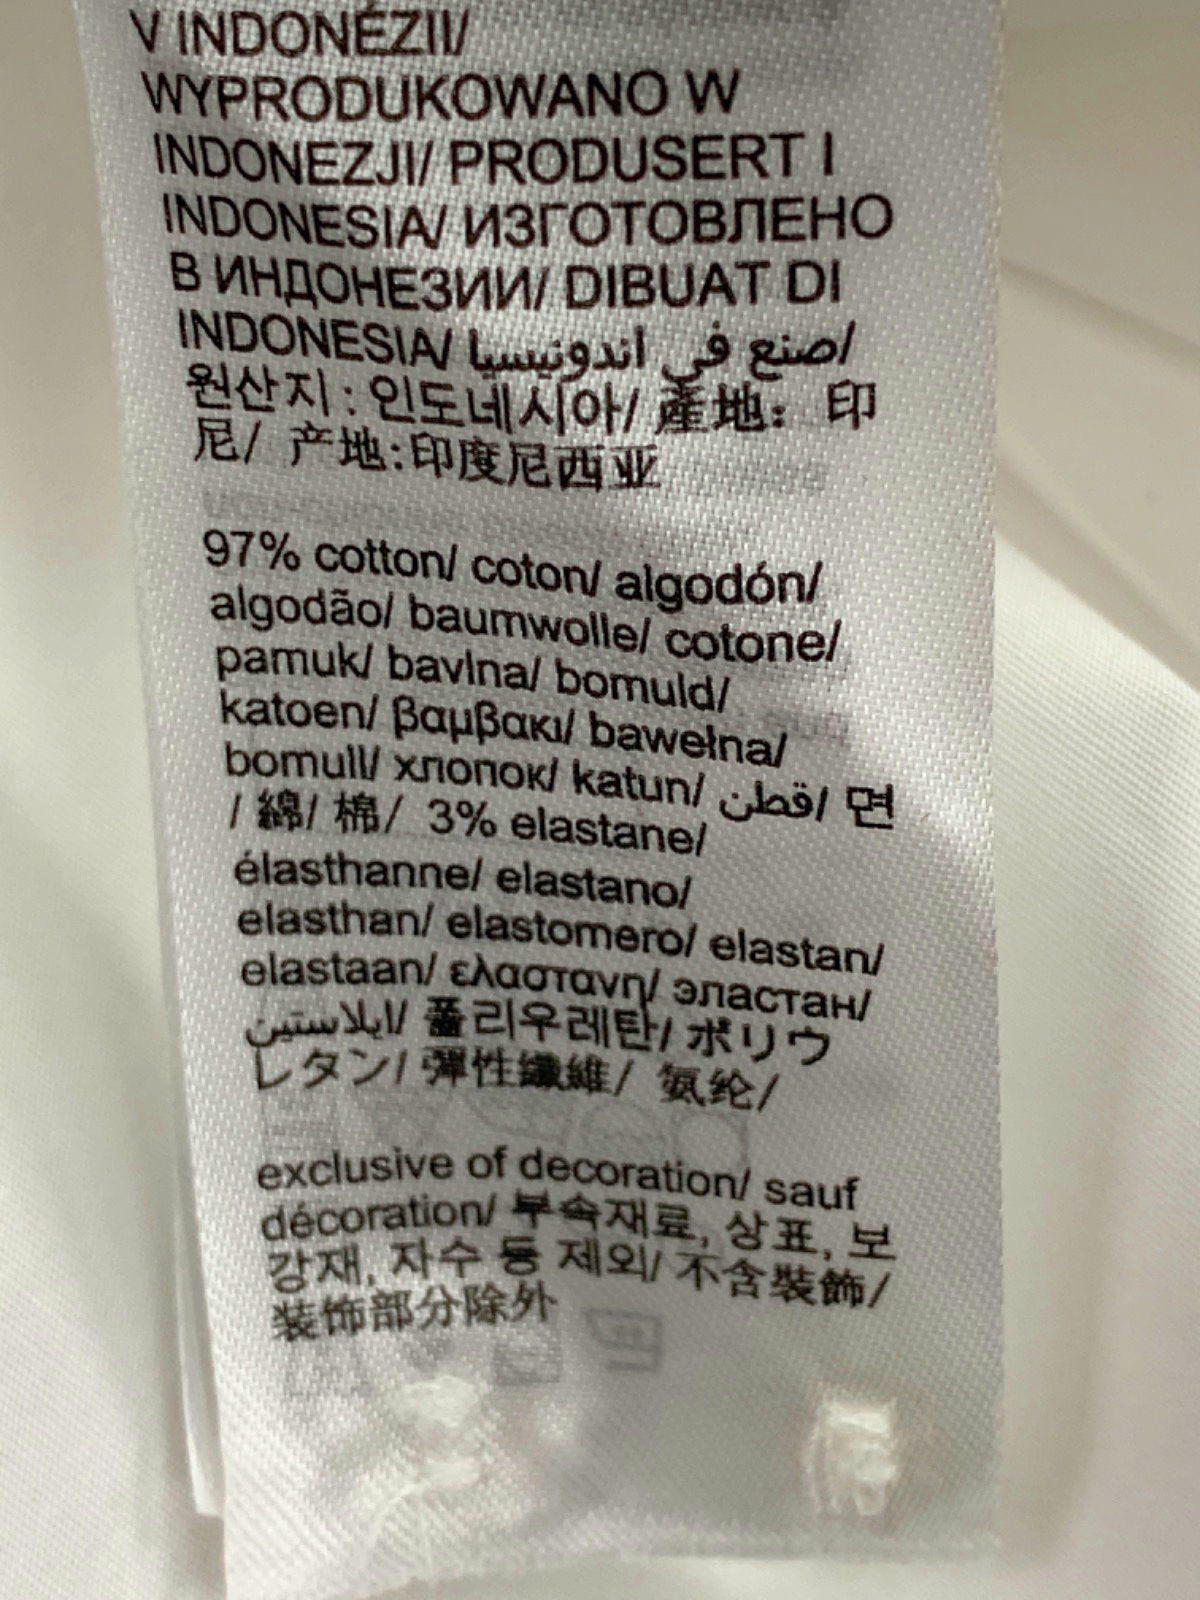 V INDONÉZII/
WYPRODUKOWANO W
INDONEZJI/ PRODUSERT I
INDONESIA/ ИЗГОТОВЛЕНО
В ИНДОНЕЗИИ/ DIBUAT DI
INDONESIA/ صنع في اندونيسيا/
원산지 : 인도네시아/ 產地： 印
尼/ 产地:印度尼西亚
97% cotton/ coton/ algodón/
algodão/ baumwolle/ cotone/
pamuk/ bavlna/ bomuld/
katoen/ βαμβακι/ bawełna/
bomull/ хлопок/ katun/ قطن/ 면
/ 綿/ 棉/ 3% elastane/
élasthanne/ elastano/
elasthan/ elastomero/ elastan/
elastaan/ ελαστανη/ эластан/
ايلاستين/ 폴리우레탄/ ポリウ
レタン/ 彈性纖維/ 氨纶/
exclusive of decoration/ sauf
décoration/ 부속재료, 상표, 보
강재, 자수 등 제외/ 不含裝飾/
装饰部分除外